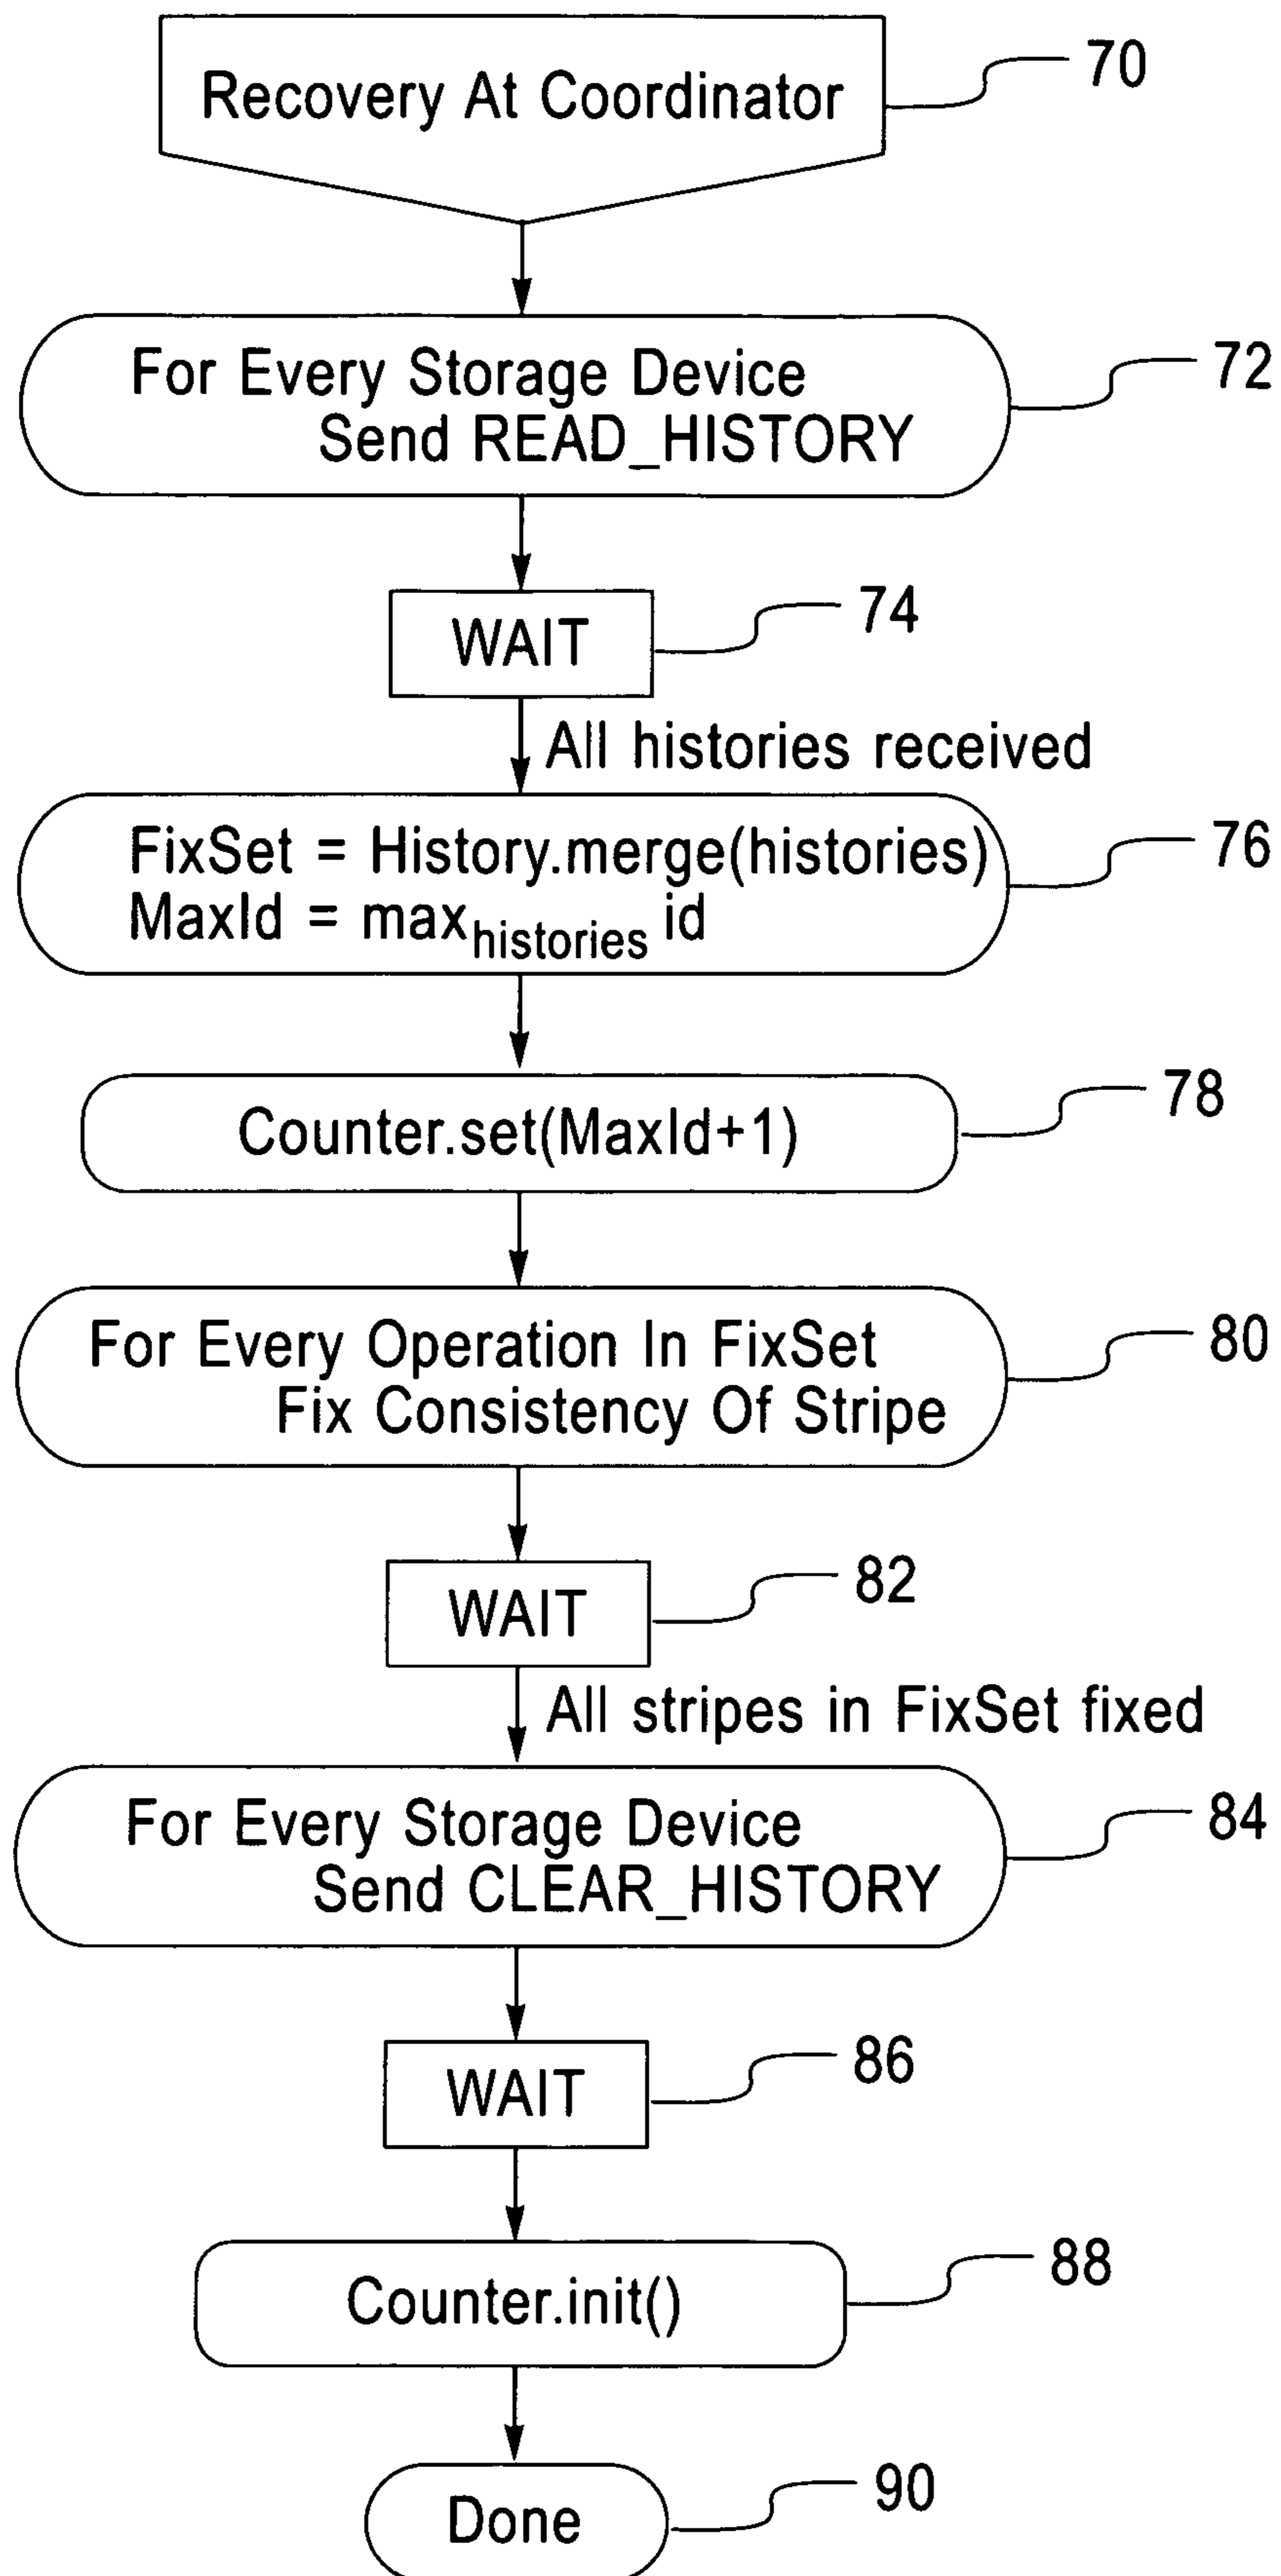 Recovery At Coordinator
70
For Every Storage Device
Send READ_HISTORY
72
WAIT
74
All histories received
FixSet = History.merge(histories)
MaxId = maxhistories id
76
Counter.set(MaxId+1)
78
For Every Operation In FixSet
Fix Consistency Of Stripe
80
WAIT
82
All stripes in FixSet fixed
For Every Storage Device
Send CLEAR_HISTORY
84
WAIT
86
Counter.init()
88
Done
90